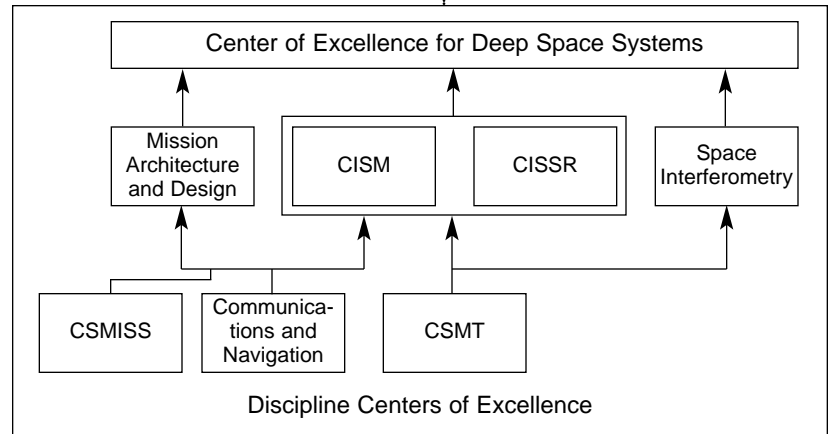 Center of Excellence for Deep Space Systems
Mission
Architecture
and Design
CISM
CISSR
Space
Interferometry
CSMISS
Communica-
tions and
Navigation
CSMT
Discipline Centers of Excellence